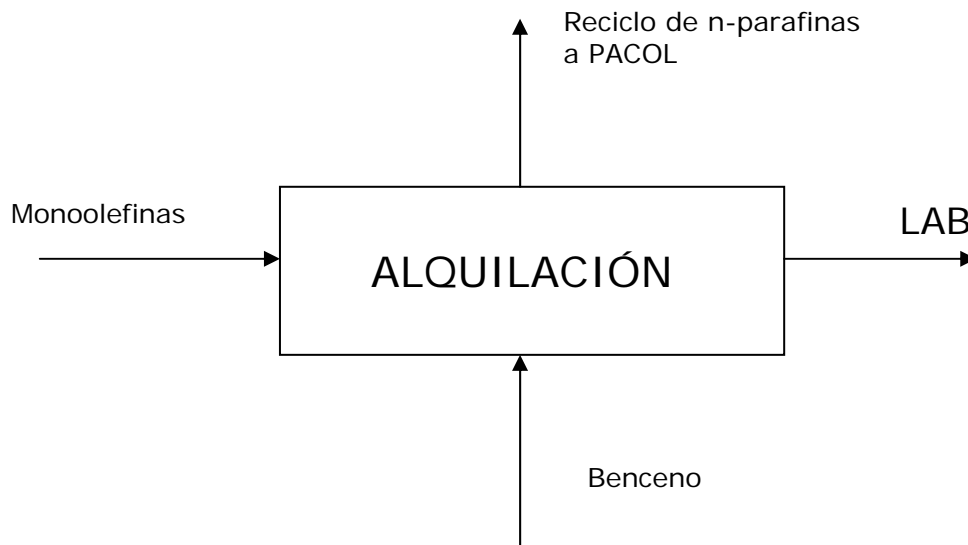 Reciclo de n-parafinas
a PACOL
Monoolefinas
LAB
ALQUILACIÓN
Benceno